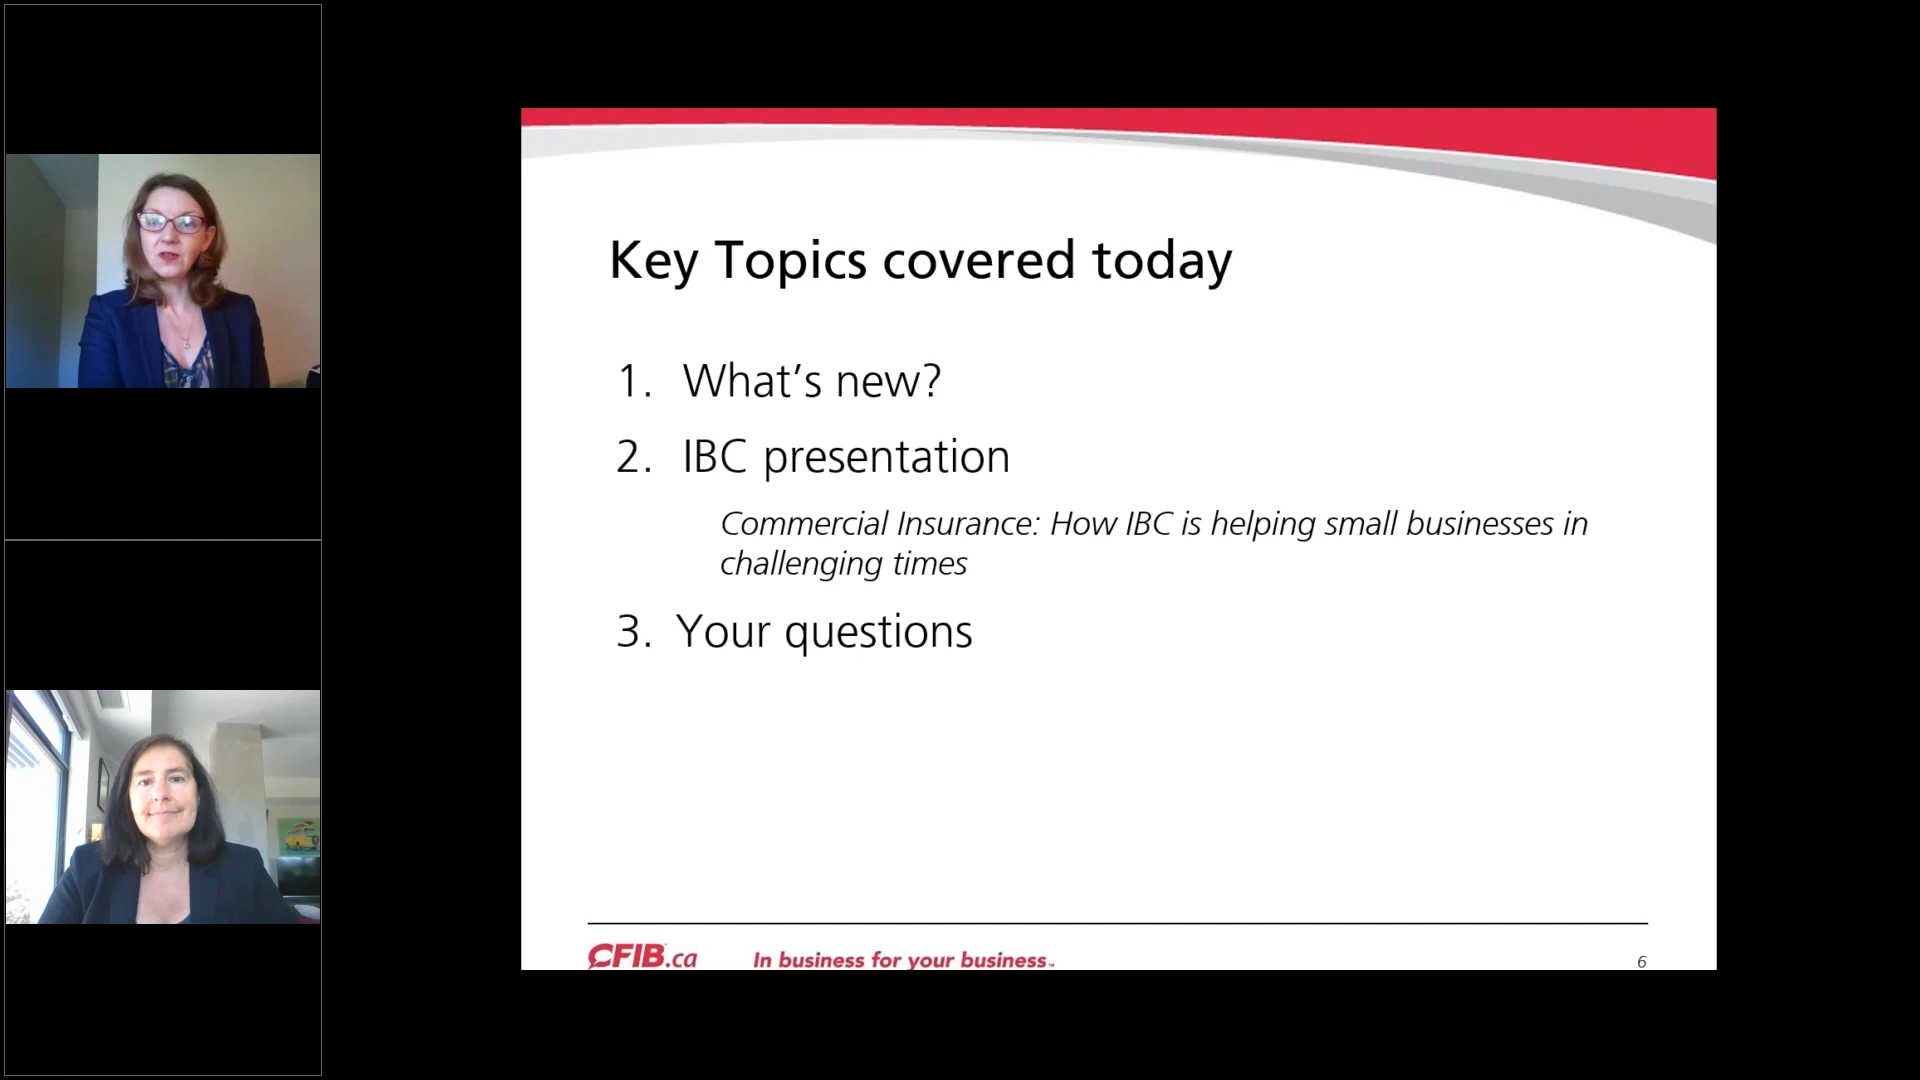 Key Topics covered today
1. What's new?
2. IBC presentation
Commercial Insurance: How IBC is helping small businesses in
challenging times
3. Your questions
CFIB.ca In business for your business™ 6